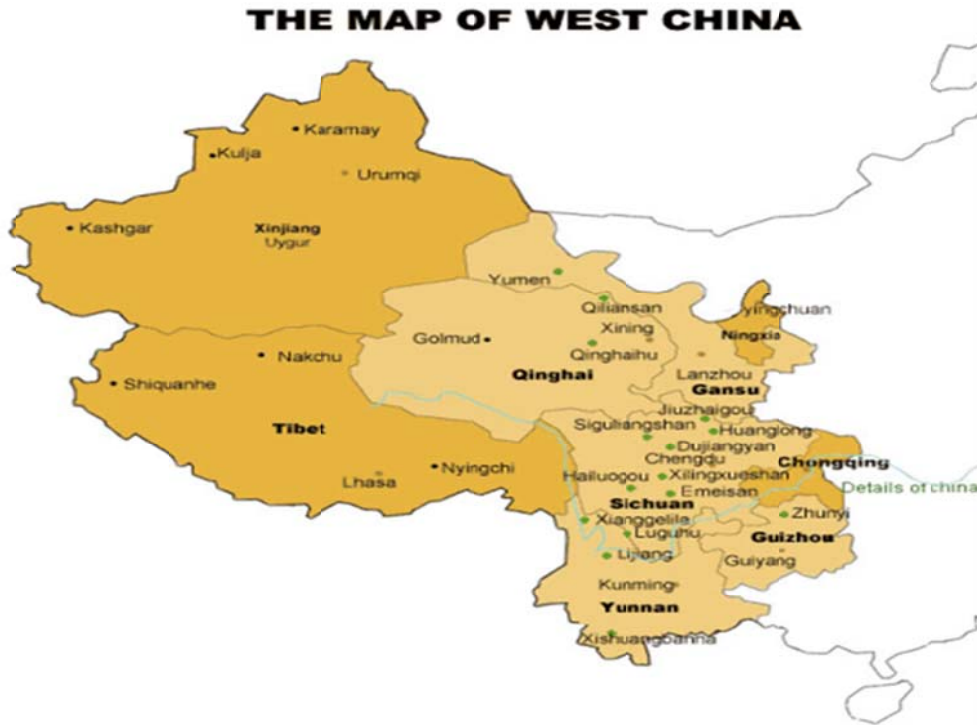 THE MAP OF WEST CHINA
Karamay
Kulja
Urumqi
Kashgar
Xinjiang
Uygur
Yumen
Qiliansan
yingchuan
Xining
Ningxia
Golmud
Qinghaihu
Nakchu
Lanzhou
Qinghai
Shiquanhe
Gansu
Jiuzhaigou
Siguliangshan
Huanglong
Tibet
Dujiangyan
Chengdu
Chongqing
Nyingchi
Lhasa
Hailuogou
Xilingxueshan
Emeisan
Details of china
Sichuan
Zhunyi
Xianggelile
Luguhu
Guizhou
Lijiang
Guiyang
Kunming
Yunnan
Xishuangbanna